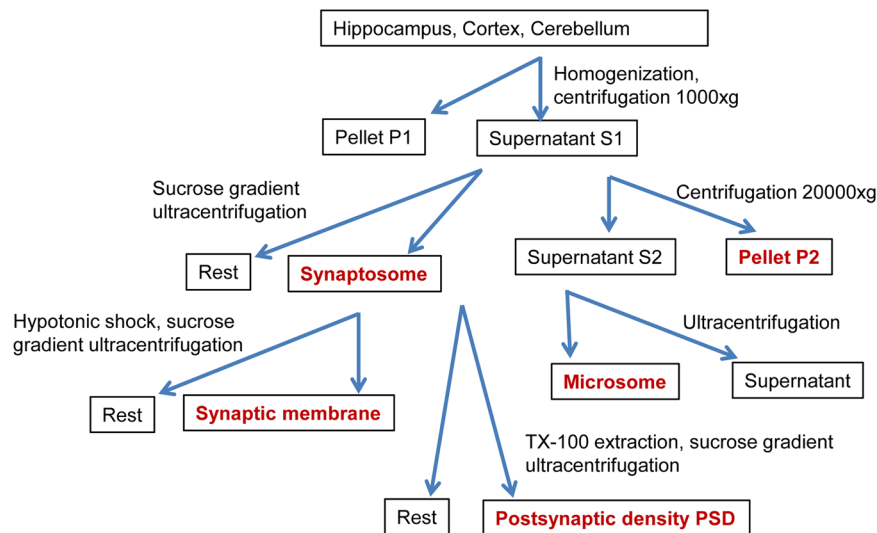 Hippocampus, Cortex, Cerebellum
Homogenization,
centrifugation 1000xg
Pellet P1
Supernatant S1
Sucrose gradient
ultracentrifugation
Centrifugation 20000xg
Rest
Synaptosome
Supernatant S2
Pellet P2
Hypotonic shock, sucrose
gradient ultracentrifugation
Ultracentrifugation
Rest
Synaptic membrane
Microsome
Supernatant
TX-100 extraction, sucrose gradient
ultracentrifugation
Rest
Postsynaptic density PSD